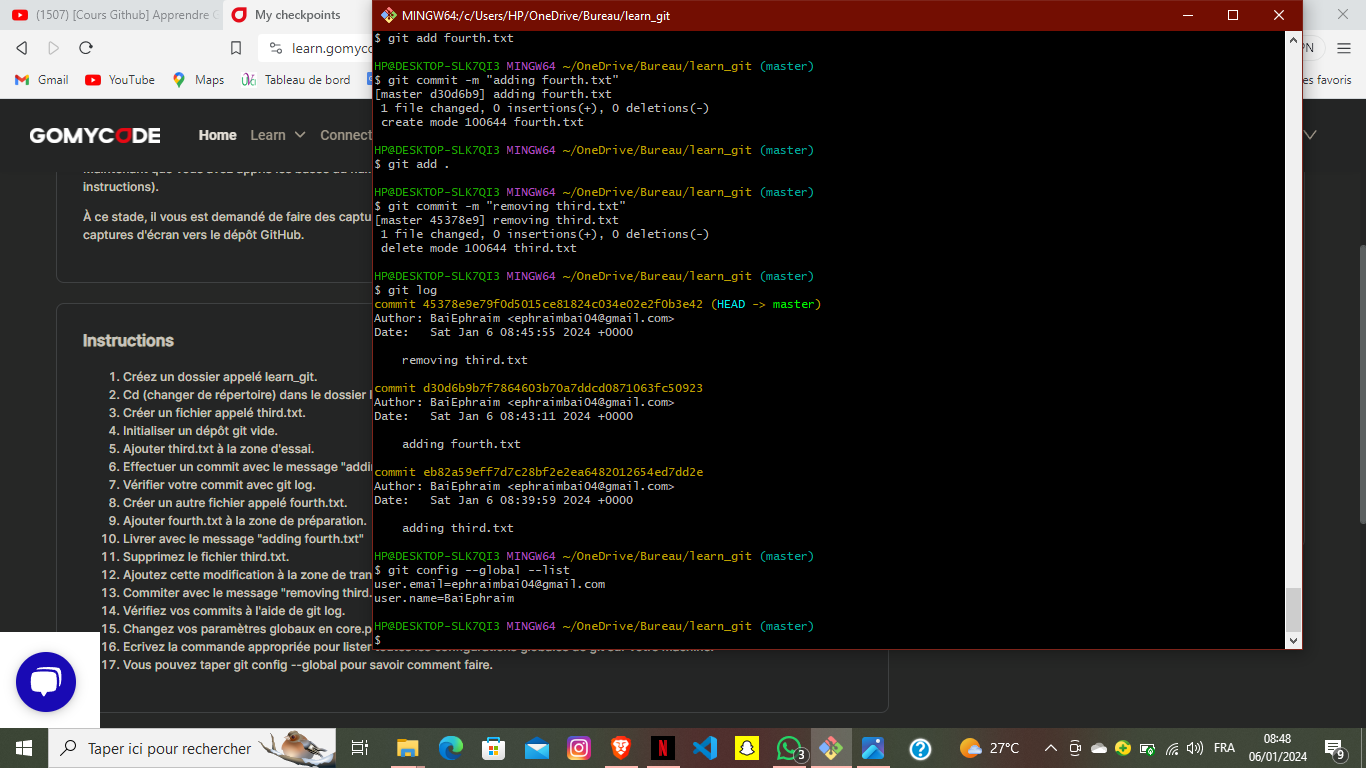 (1507) [Cours Github] Apprendre G
My checkpoints
MINGW64:/c/Users/HP/OneDrive/Bureau/learn_git
learn.gomyco
PN
Gmail
YouTube
Maps
Tableau de bord
es favoris
GOMYCODE
Home
Learn
Connect
instructions).
À ce stade, il vous est demandé de faire des captu
captures d'écran vers le dépôt GitHub.
Instructions
1. Créez un dossier appelé learn_git.
2. Cd (changer de répertoire) dans le dossier l
3. Créer un fichier appelé third.txt.
4. Initialiser un dépôt git vide.
5. Ajouter third.txt à la zone d'essai.
6. Effectuer un commit avec le message "addin
7. Vérifier votre commit avec git log.
8. Créer un autre fichier appelé fourth.txt.
9. Ajouter fourth.txt à la zone de préparation.
10. Livrer avec le message "adding fourth.txt"
11. Supprimez le fichier third.txt.
12. Ajoutez cette modification à la zone de tran
13. Commiter avec le message "removing third.
14. Vérifiez vos commits à l'aide de git log.
15. Changez vos paramètres globaux en core.p
16. Ecrivez la commande appropriée pour lister toutes les configurations globales de git sur votre machine.
17. Vous pouvez taper git config --global pour savoir comment faire.
$ git add fourth.txt
HP@DESKTOP-SLK7QI3 MINGW64 ~/OneDrive/Bureau/learn_git (master)
$ git commit -m "adding fourth.txt"
[master d30d6b9] adding fourth.txt
1 file changed, 0 insertions(+), 0 deletions(-)
create mode 100644 fourth.txt
HP@DESKTOP-SLK7QI3 MINGW64 ~/OneDrive/Bureau/learn_git (master)
$ git add .
HP@DESKTOP-SLK7QI3 MINGW64 ~/OneDrive/Bureau/learn_git (master)
$ git commit -m "removing third.txt"
[master 45378e9] removing third.txt
1 file changed, 0 insertions(+), 0 deletions(-)
delete mode 100644 third.txt
HP@DESKTOP-SLK7QI3 MINGW64 ~/OneDrive/Bureau/learn_git (master)
$ git log
commit 45378e9e79f0d5015ce81824c034e02e2f0b3e42 (HEAD -> master)
Author: BaiEphraim <ephraimbai04@gmail.com>
Date:   Sat Jan 6 08:45:55 2024 +0000
removing third.txt
commit d30d6b9b7f7864603b70a7ddcd0871063fc50923
Author: BaiEphraim <ephraimbai04@gmail.com>
Date:   Sat Jan 6 08:43:11 2024 +0000
adding fourth.txt
commit eb82a59eff7d7c28bf2e2ea6482012654ed7dd2e
Author: BaiEphraim <ephraimbai04@gmail.com>
Date:   Sat Jan 6 08:39:59 2024 +0000
adding third.txt
HP@DESKTOP-SLK7QI3 MINGW64 ~/OneDrive/Bureau/learn_git (master)
$ git config --global --list
user.email=ephraimbai04@gmail.com
user.name=BaiEphraim
HP@DESKTOP-SLK7QI3 MINGW64 ~/OneDrive/Bureau/learn_git (master)
$
Taper ici pour rechercher
3
27°C
FRA
08:48
06/01/2024
9